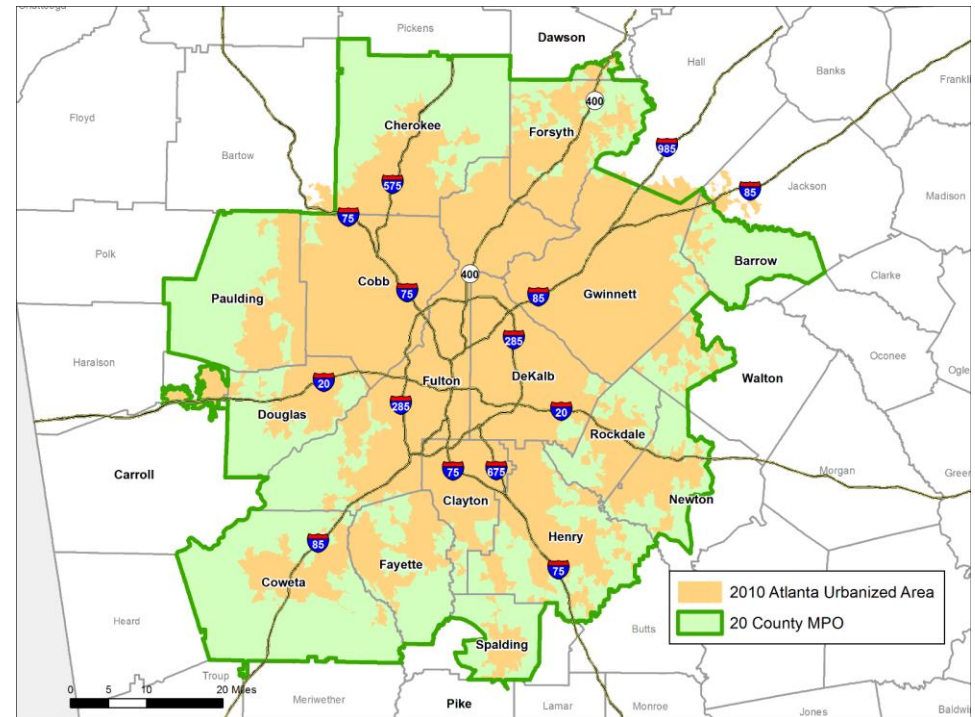 Pickens
Dawson
Hall
Banks
Floyd
400
Cherokee
Forsyth
985
Bartow
575
85
Jackson
Madison
75
Polk
Barrow
Clarke
400
Cobb
Gwinnett
Paulding
75
85
285
Oconee
Haralson
Walton
20
Fulton
DeKalb
Douglas
285
20
Rockdale
Carroll
75
675
Morgan
Clayton
Newton
Henry
85
Fayette
75
Coweta
2010 Atlanta Urbanized Area
20 County MPO
Heard
Butts
Spalding
Troup
0 5 10 20 Miles
Meriwether
Pike
Lamar
Monroe
Jones